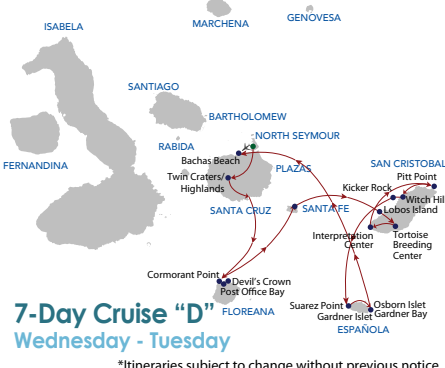 MARCHENA
GENOVESA
ISABELA
SANTIAGO
BARTHOLOMEW
NORTH SEYMOUR
RABIDA
Bachas Beach
FERNANDINA
PLAZAS
SAN CRISTOBAL
Twin Craters/
Highlands
Pitt Point
Kicker Rock
Witch Hil
Lobos Island
SANTA CRUZ
SANTA FE
Interpretation
Center
Tortoise
Breeding
Center
Cormorant Point
Devil's Crown
Post Office Bay
FLOREANA
Suarez Point
Gardner Islet
Osborn Islet
Gardner Bay
ESPAÑOLA
7-Day Cruise “D”
Wednesday - Tuesday
*Itineraries subject to change without previous notice